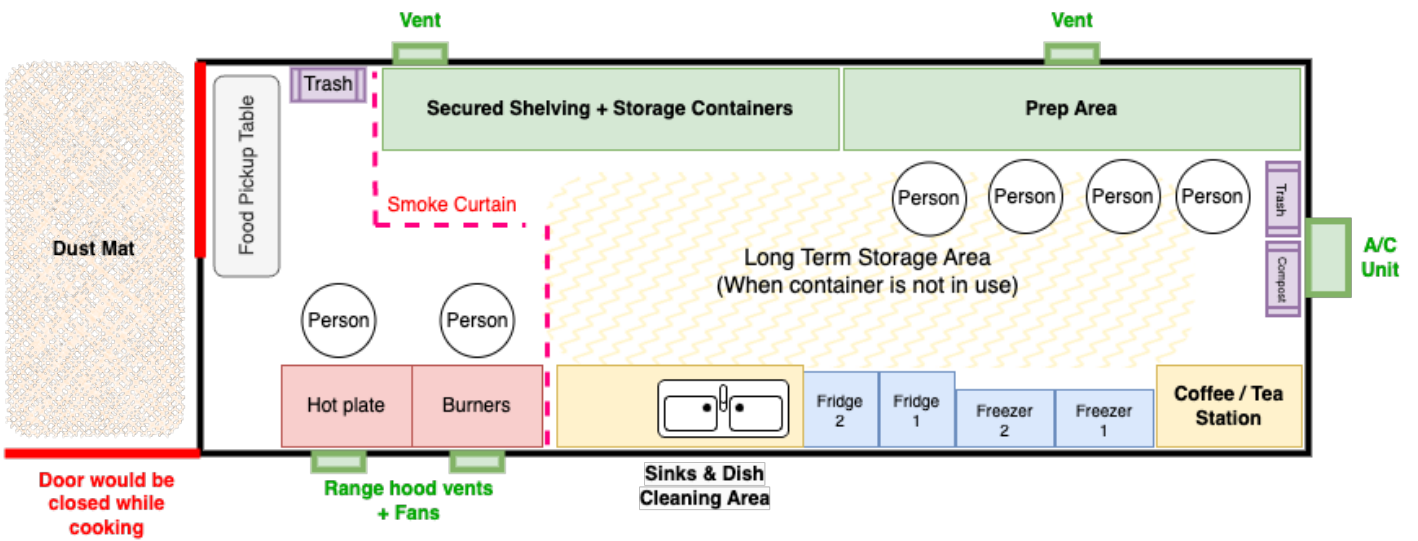 Vent
Vent
Trash
Food Pickup Table
Secured Shelving + Storage Containers
Prep Area
Person
Person
Person
Person
Trash
Smoke Curtain
Dust Mat
Long Term Storage Area
(When container is not in use)
A/C
Unit
Compost
Person
Person
Hot plate
Burners
Fridge
2
Fridge
1
Freezer
2
Freezer
1
Coffee / Tea
Station
Door would be
closed while
cooking
Range hood vents
+ Fans
Sinks & Dish
Cleaning Area